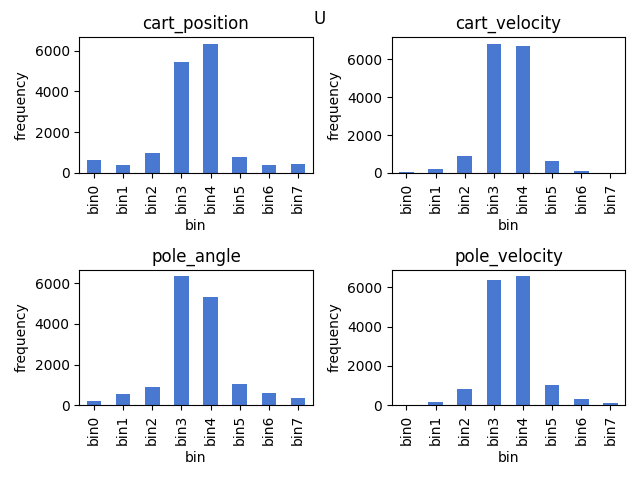 U
cart_position
cart_velocity
frequency
6000
4000
2000
0
bin0
bin1
bin2
bin3
bin4
bin5
bin6
bin7
bin
frequency
6000
4000
2000
0
bin0
bin1
bin2
bin3
bin4
bin5
bin6
bin7
bin
pole_angle
pole_velocity
frequency
6000
4000
2000
0
bin0
bin1
bin2
bin3
bin4
bin5
bin6
bin7
bin
frequency
6000
4000
2000
0
bin0
bin1
bin2
bin3
bin4
bin5
bin6
bin7
bin